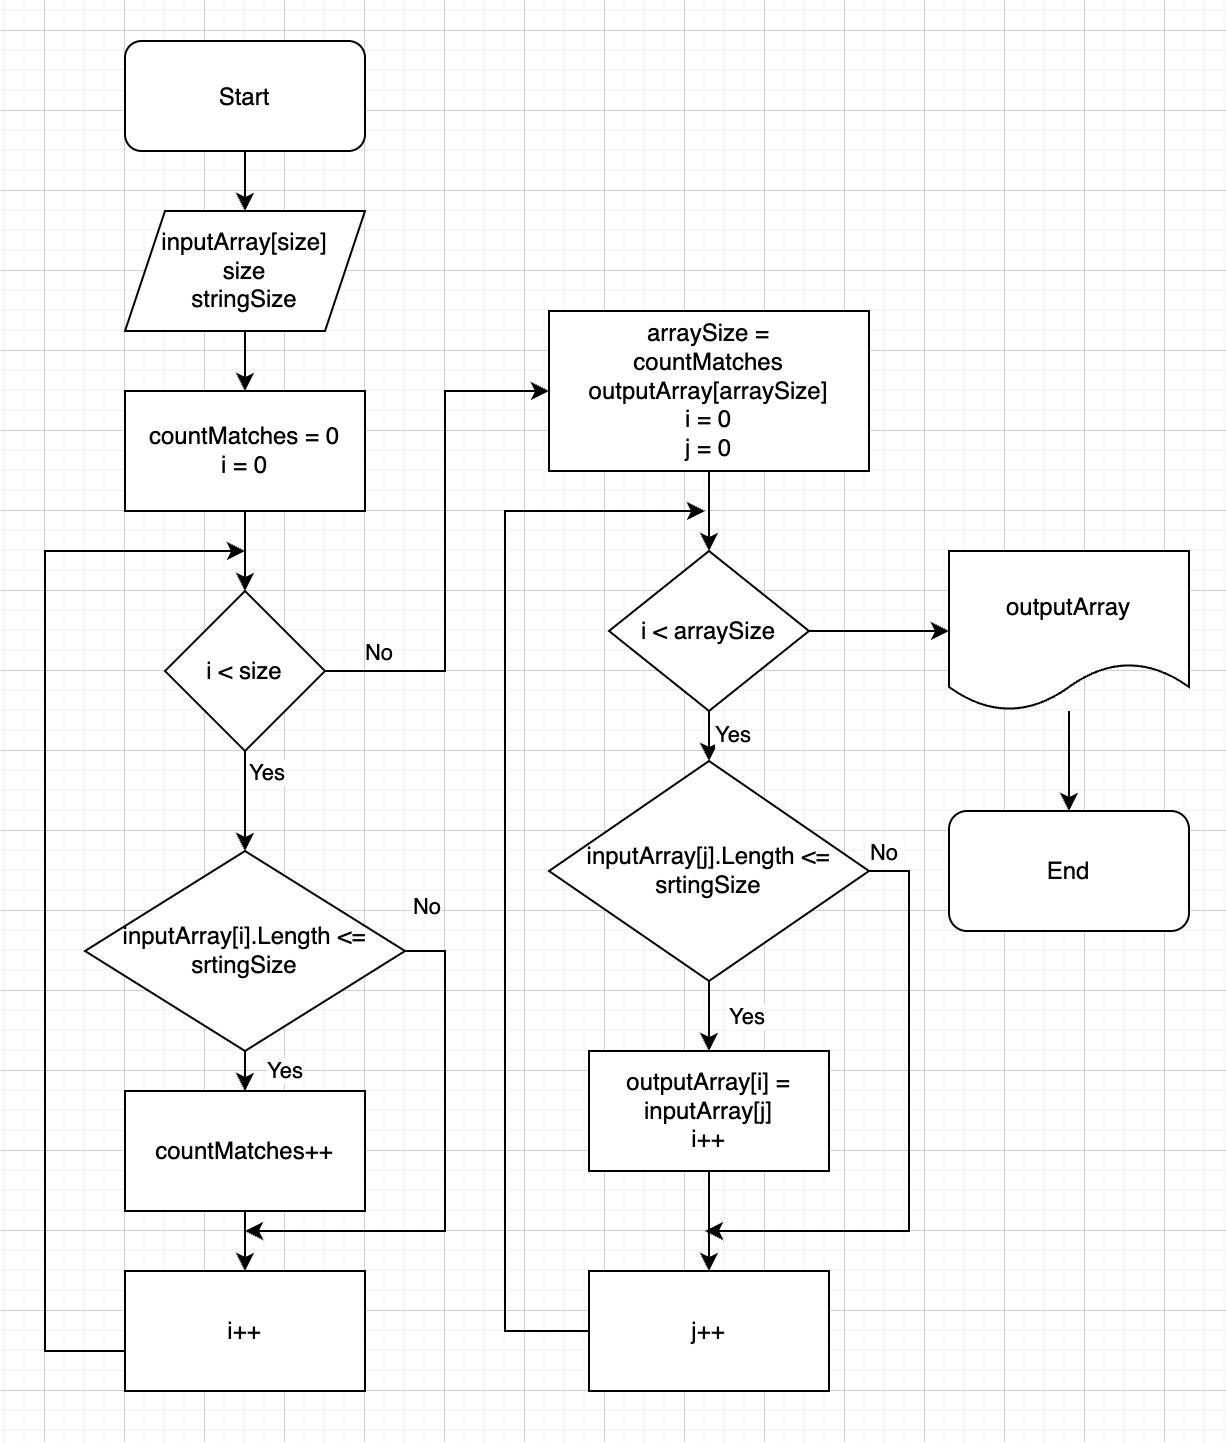 Start
inputArray[size]
size
stringSize
countMatches = 0
i = 0
i < size
No
Yes
inputArray[i].Length <=
srtingSize
No
Yes
countMatches++
i++
arraySize =
countMatches
outputArray[arraySize]
i = 0
j = 0
i < arraySize
Yes
inputArray[j].Length <=
srtingSize
No
Yes
outputArray[i] =
inputArray[j]
i++
j++
outputArray
End